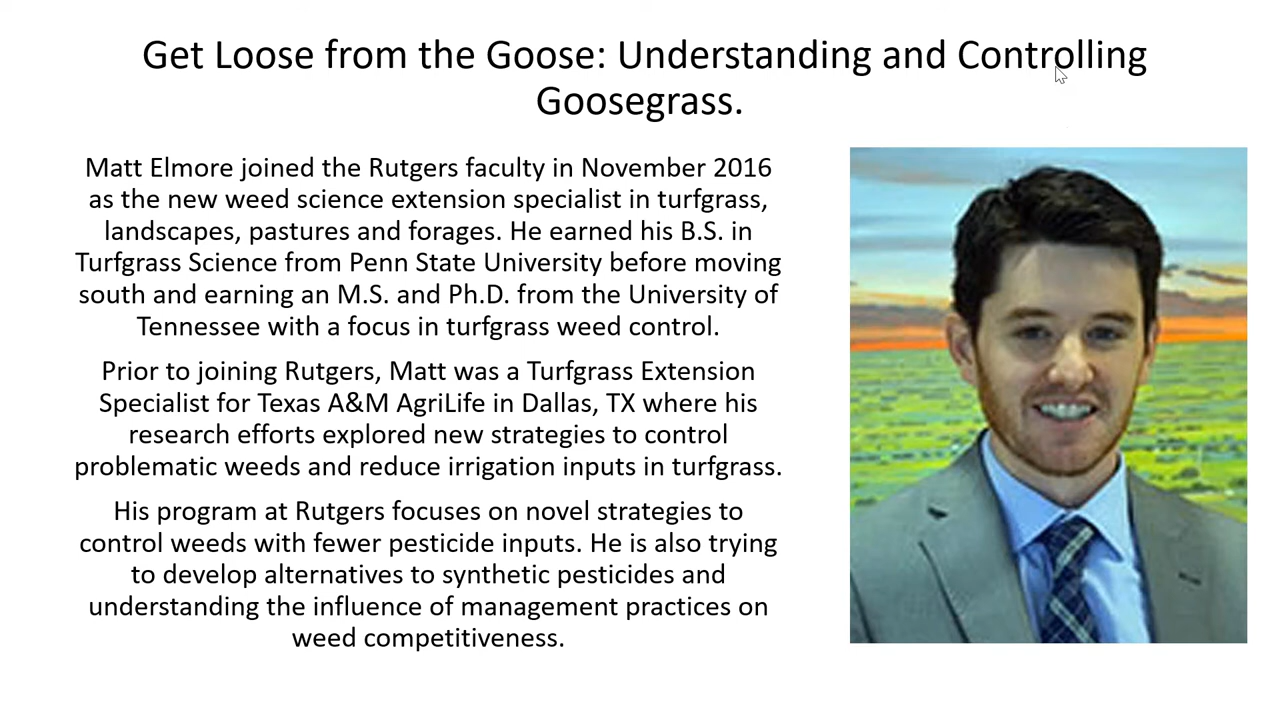 Get Loose from the Goose: Understanding and Controlling
Goosegrass.
Matt Elmore joined the Rutgers faculty in November 2016
as the new weed science extension specialist in turfgrass,
landscapes, pastures and forages. He earned his B.S. in
Turfgrass Science from Penn State University before moving
south and earning an M.S. and Ph.D. from the University of
Tennessee with a focus in turfgrass weed control.
Prior to joining Rutgers, Matt was a Turfgrass Extension
Specialist for Texas A&M AgriLife in Dallas, TX where his
research efforts explored new strategies to control
problematic weeds and reduce irrigation inputs in turfgrass.
His program at Rutgers focuses on novel strategies to
control weeds with fewer pesticide inputs. He is also trying
to develop alternatives to synthetic pesticides and
understanding the influence of management practices on
weed competitiveness.